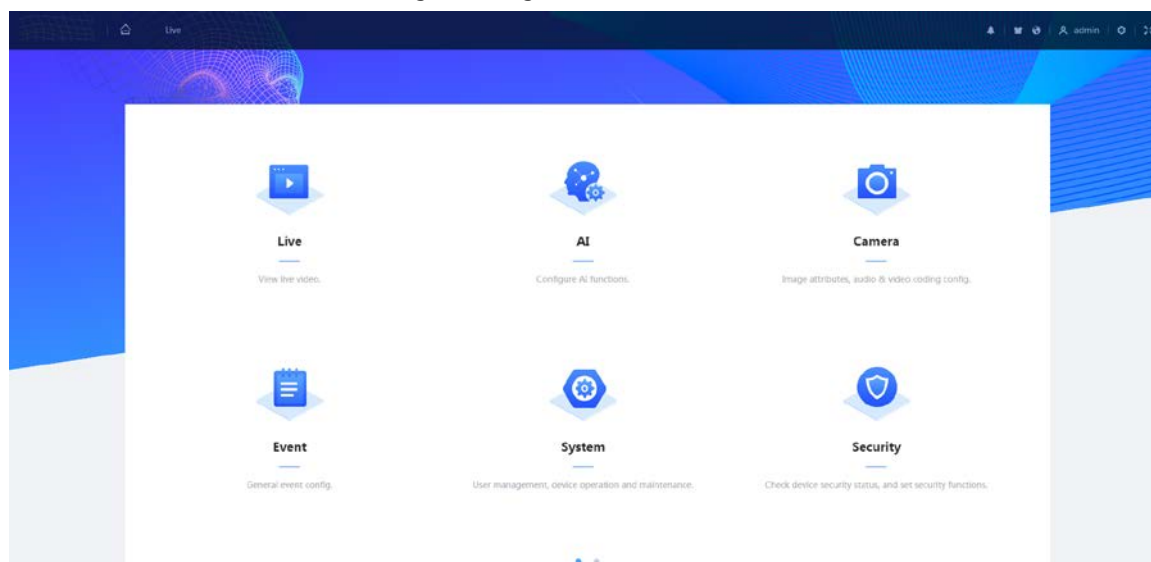 Live
admin
Live
AI
Camera
View live video.
Configure AI functions.
Image attributes, audio & video coding config.
Event
System
Security
General event config.
User management, device operation and maintenance.
Check device security status, and set security functions.